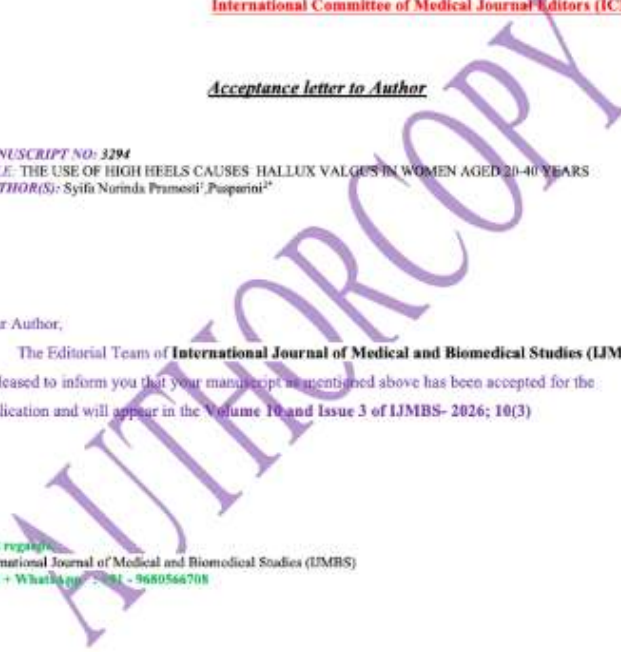 International Committee of Medical Journal Editors (IC
Acceptance letter to Author
NUSCRIPT NO: 3294
LE: THE USE OF HIGH HEELS CAUSES HALLUX VALGUS IN WOMEN AGED 20-40 YEARS
THOR(S): Syifa Nurinda Pramesti¹,Pusparini²*
r Author,
The Editorial Team of International Journal of Medical and Biomedical Studies (IJM
leased to inform you that your manuscript as mentioned above has been accepted for the
lication and will appear in the Volume 10 and Issue 3 of IJMBS- 2026; 10(3)
regards
national Journal of Medical and Biomedical Studies (IJMBS)
+ WhatsApp : +91 - 9680566708
AUTHORCOPY